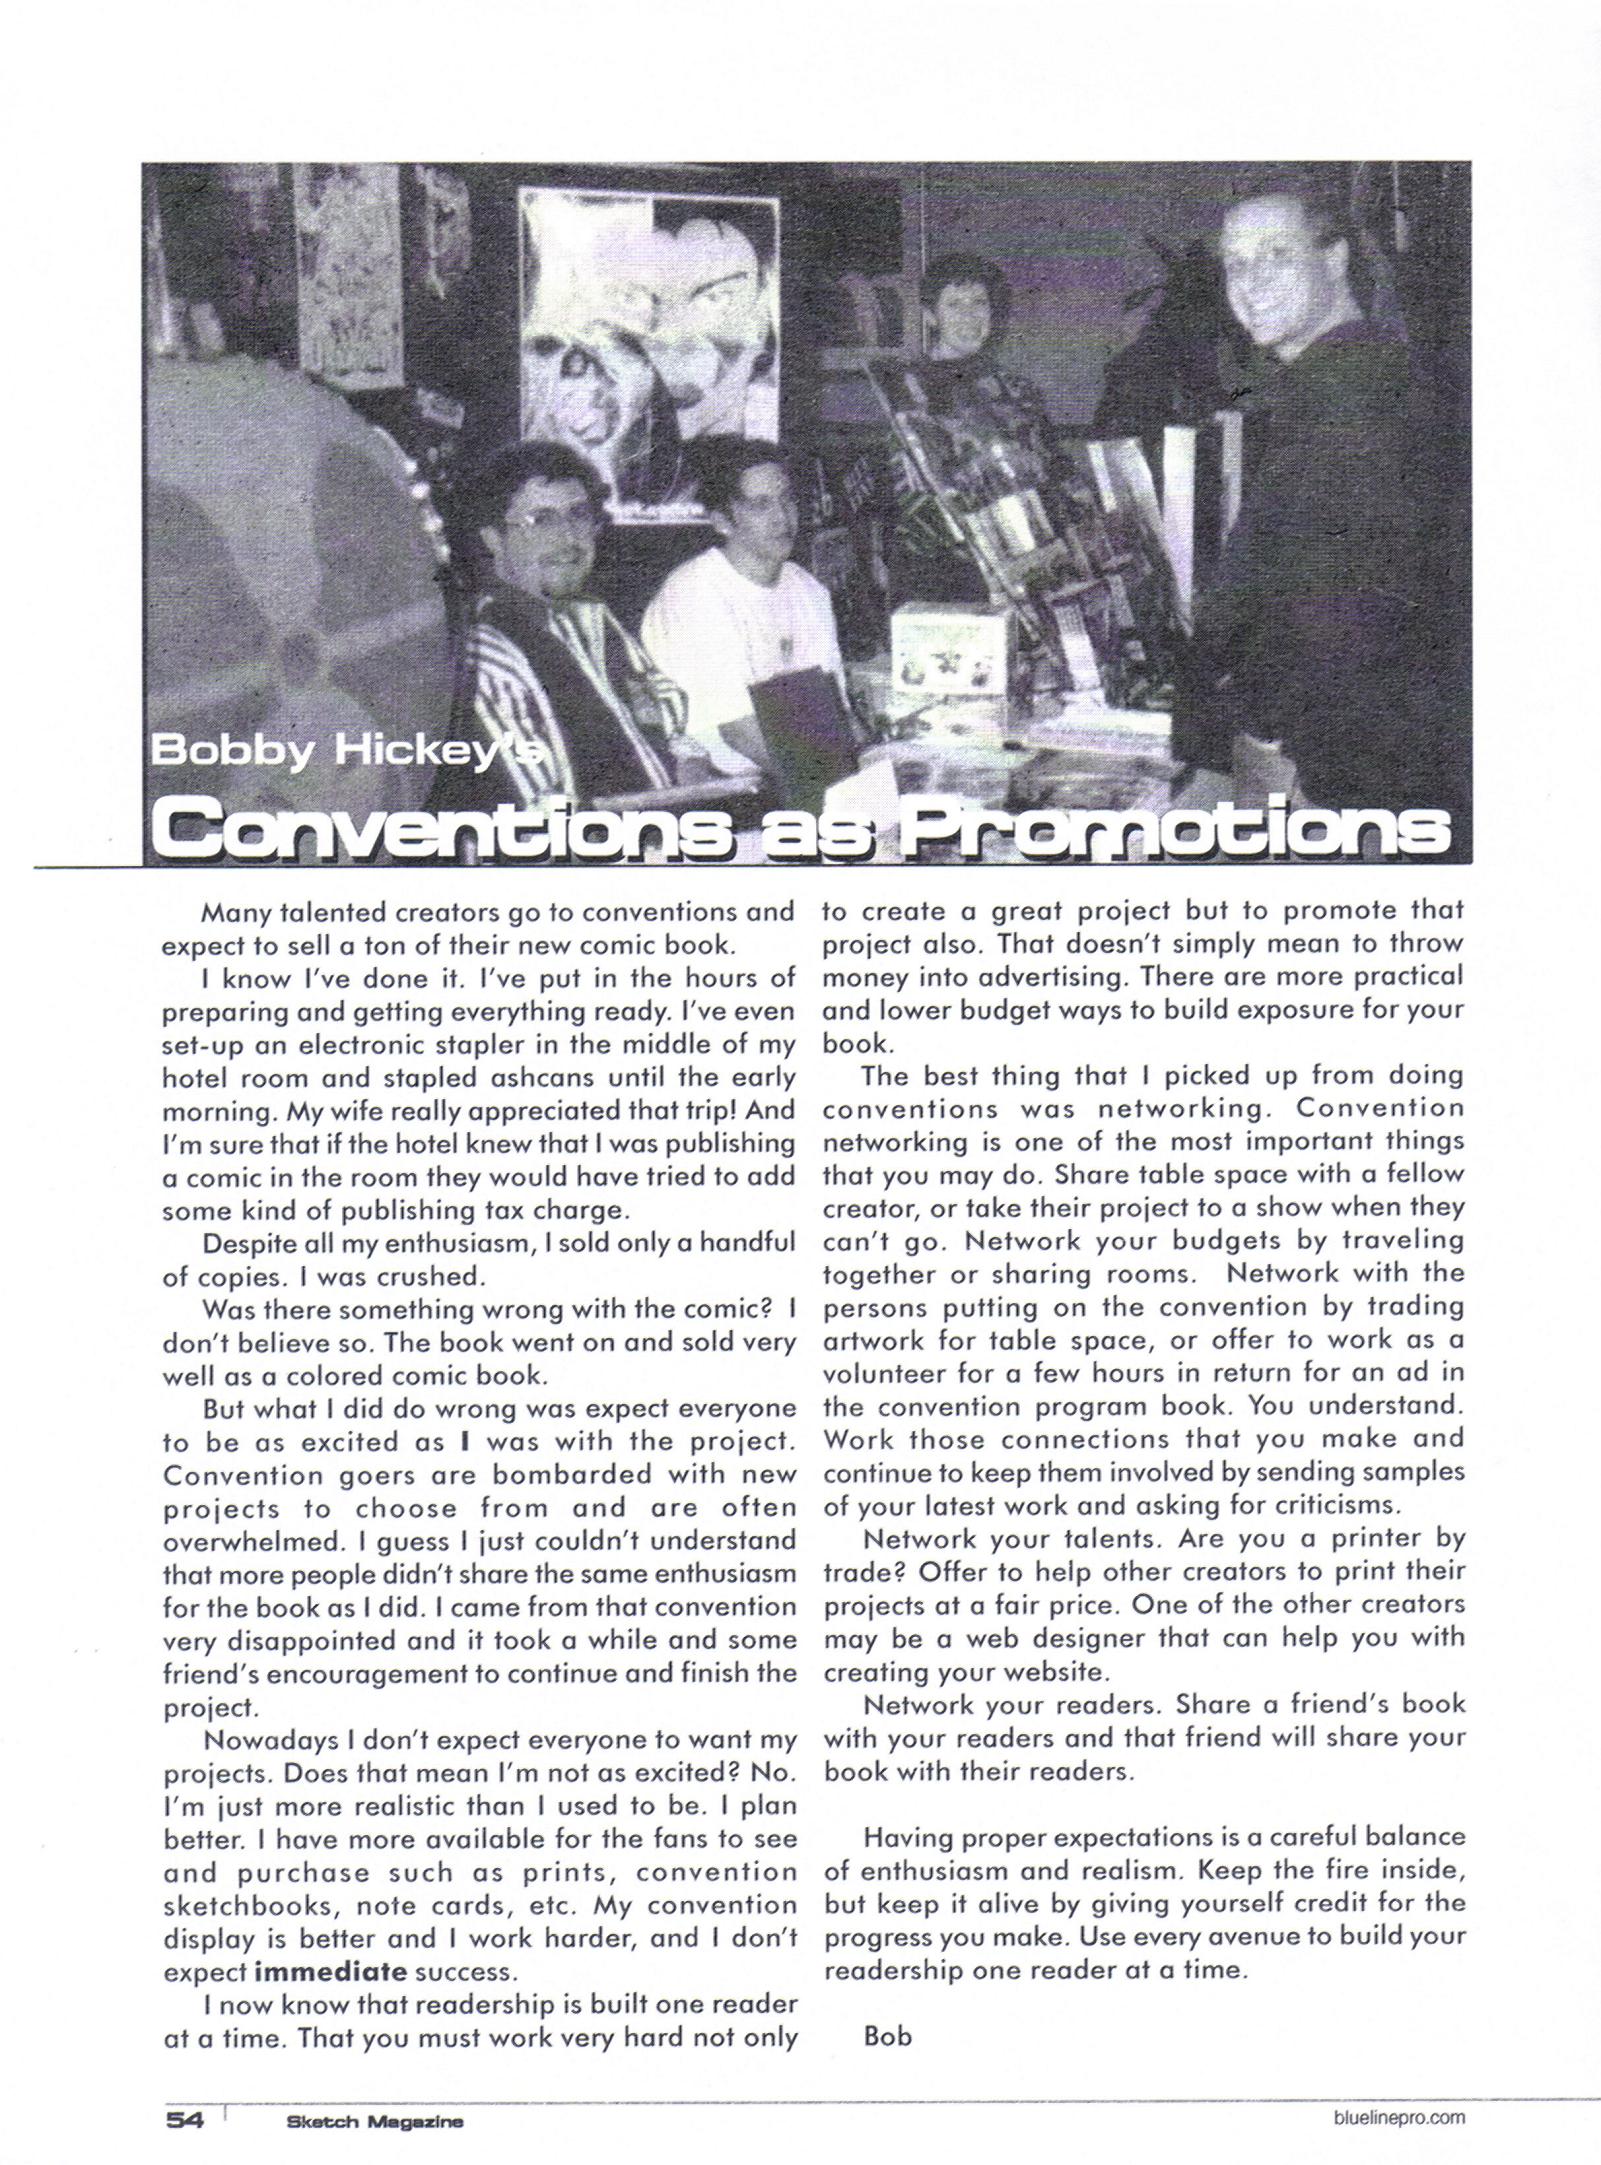 Bobby Hickey's
Conventions as Promotions
Many talented creators go to conventions and
expect to sell a ton of their new comic book.
I know I've done it. I've put in the hours of
preparing and getting everything ready. I've even
set-up an electronic stapler in the middle of my
hotel room and stapled ashcans until the early
morning. My wife really appreciated that trip! And
I'm sure that if the hotel knew that I was publishing
a comic in the room they would have tried to add
some kind of publishing tax charge.
Despite all my enthusiasm, I sold only a handful
of copies. I was crushed.
Was there something wrong with the comic? I
don't believe so. The book went on and sold very
well as a colored comic book.
But what I did do wrong was expect everyone
to be as excited as I was with the project.
Convention goers are bombarded with new
projects to choose from and are often
overwhelmed. I guess I just couldn't understand
that more people didn't share the same enthusiasm
for the book as I did. I came from that convention
very disappointed and it took a while and some
friend's encouragement to continue and finish the
project.
Nowadays I don't expect everyone to want my
projects. Does that mean I'm not as excited? No.
I'm just more realistic than I used to be. I plan
better. I have more available for the fans to see
and purchase such as prints, convention
sketchbooks, note cards, etc. My convention
display is better and I work harder, and I don't
expect immediate success.
I now know that readership is built one reader
at a time. That you must work very hard not only
to create a great project but to promote that
project also. That doesn't simply mean to throw
money into advertising. There are more practical
and lower budget ways to build exposure for your
book.
The best thing that I picked up from doing
conventions was networking. Convention
networking is one of the most important things
that you may do. Share table space with a fellow
creator, or take their project to a show when they
can't go. Network your budgets by traveling
together or sharing rooms. Network with the
persons putting on the convention by trading
artwork for table space, or offer to work as a
volunteer for a few hours in return for an ad in
the convention program book. You understand.
Work those connections that you make and
continue to keep them involved by sending samples
of your latest work and asking for criticisms.
Network your talents. Are you a printer by
trade? Offer to help other creators to print their
projects at a fair price. One of the other creators
may be a web designer that can help you with
creating your website.
Network your readers. Share a friend's book
with your readers and that friend will share your
book with their readers.
Having proper expectations is a careful balance
of enthusiasm and realism. Keep the fire inside,
but keep it alive by giving yourself credit for the
progress you make. Use every avenue to build your
readership one reader at a time.
Bob
54
Sketch Magazine
bluelinepro.com